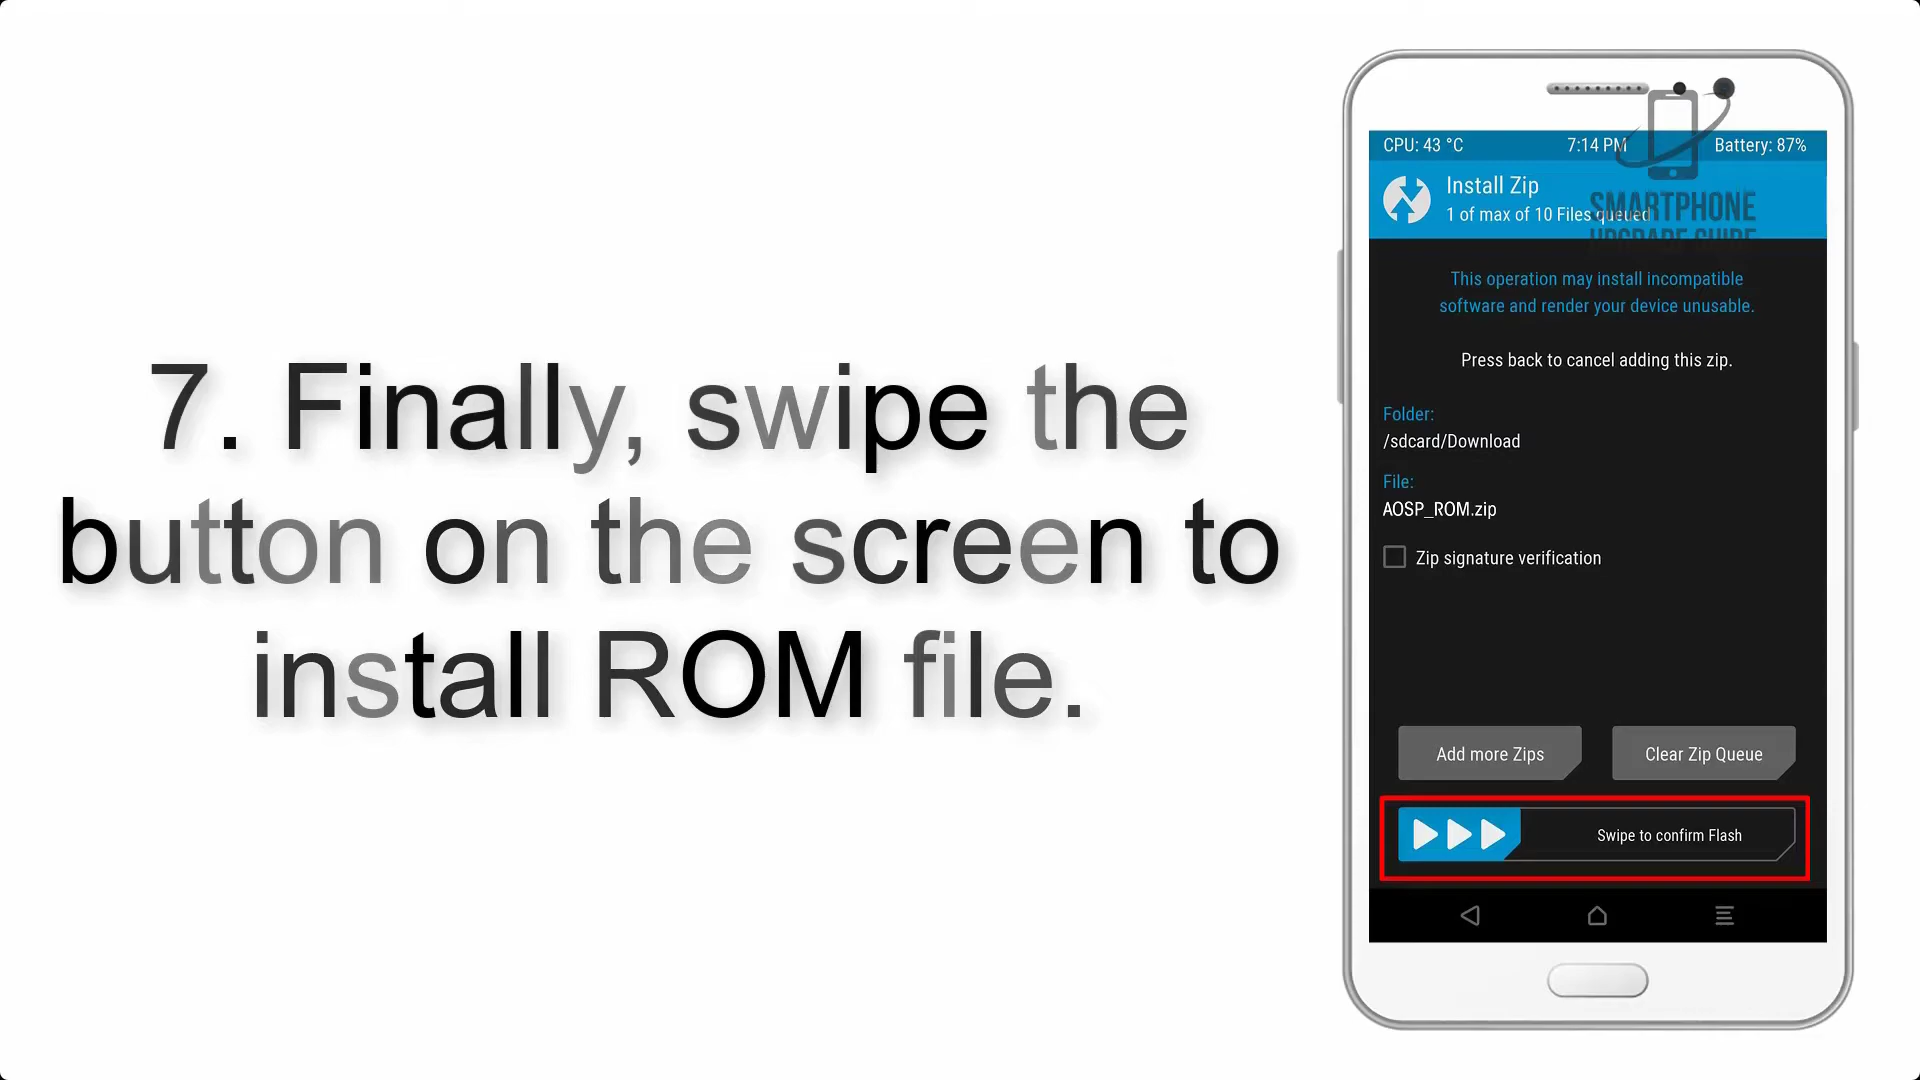 7. Finally, swipe the
button on the screen to
install ROM file.
CPU: 43 °C 7:14 PM Battery: 87%
Install Zip
1 of max of 10 Files queued
SMARTPHONE
UPGRADE GUIDE
This operation may install incompatible
software and render your device unusable.
Press back to cancel adding this zip.
Folder:
/sdcard/Download
File:
AOSP_ROM.zip
Zip signature verification
Add more Zips Clear Zip Queue
Swipe to confirm Flash